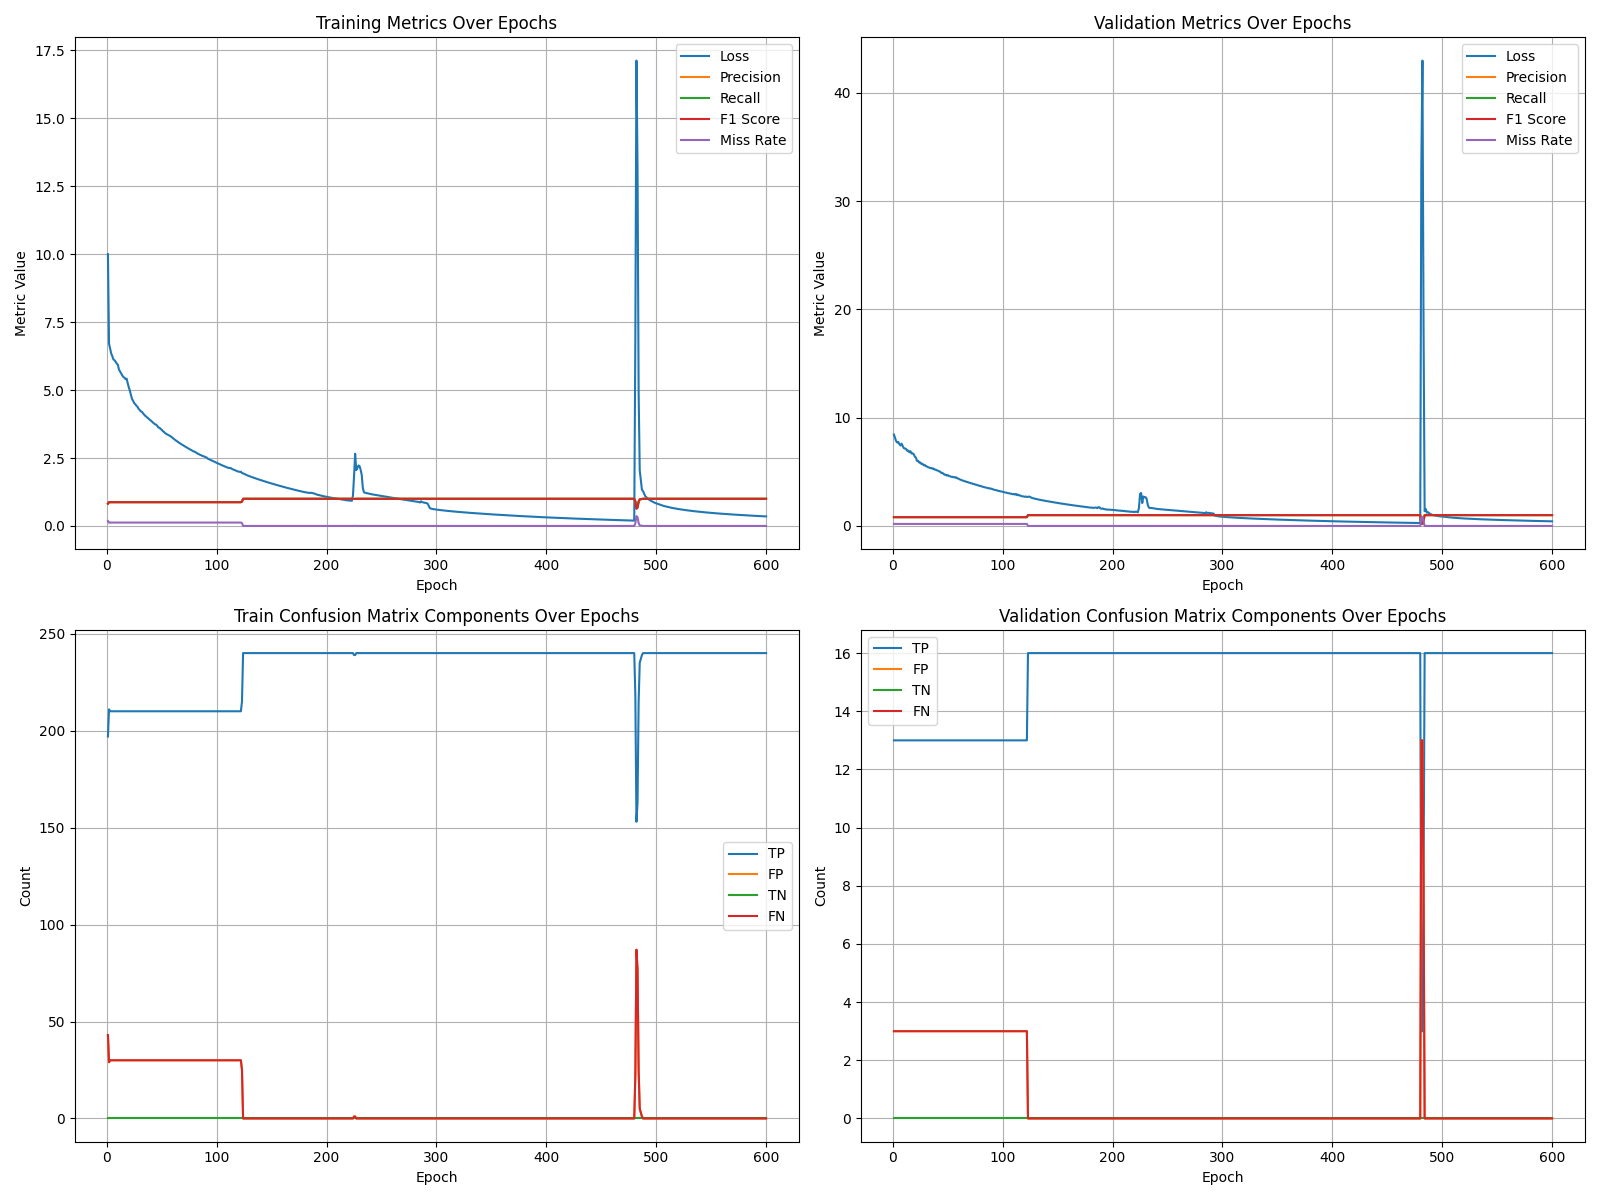 Training Metrics Over Epochs
17.5
15.0
12.5
10.0
7.5
5.0
2.5
0.0
Metric Value
0 100 200 300 400 500 600
Epoch
Loss
Precision
Recall
F1 Score
Miss Rate
Validation Metrics Over Epochs
40
30
20
10
0
Metric Value
0 100 200 300 400 500 600
Epoch
Loss
Precision
Recall
F1 Score
Miss Rate
Train Confusion Matrix Components Over Epochs
250
200
150
100
50
0
Count
0 100 200 300 400 500 600
Epoch
TP
FP
TN
FN
Validation Confusion Matrix Components Over Epochs
16
14
12
10
8
6
4
2
0
Count
0 100 200 300 400 500 600
Epoch
TP
FP
TN
FN